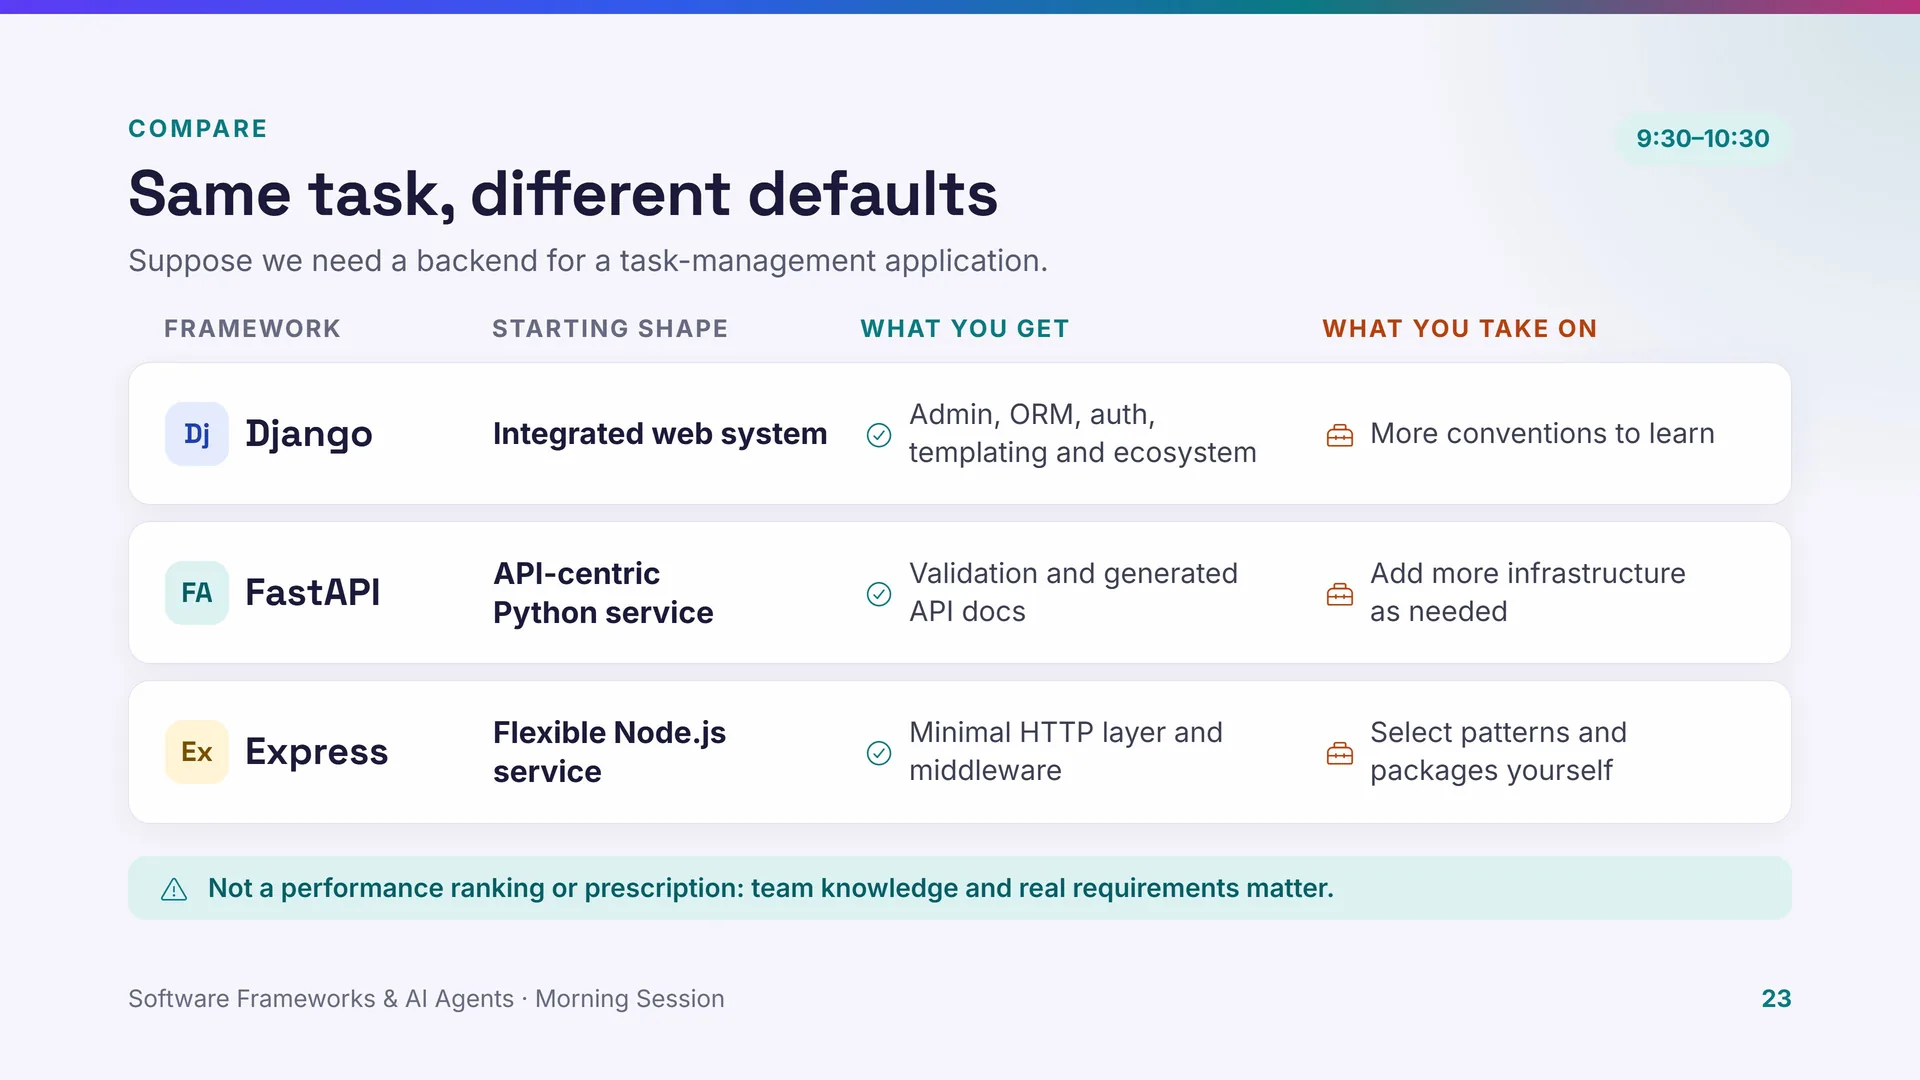 COMPARE
9:30–10:30
Same task, different defaults
Suppose we need a backend for a task-management application.
FRAMEWORK STARTING SHAPE WHAT YOU GET WHAT YOU TAKE ON
Dj Django
Integrated web system
Admin, ORM, auth,
templating and ecosystem
More conventions to learn
FA FastAPI
API-centric
Python service
Validation and generated
API docs
Add more infrastructure
as needed
Ex Express
Flexible Node.js
service
Minimal HTTP layer and
middleware
Select patterns and
packages yourself
Not a performance ranking or prescription: team knowledge and real requirements matter.
Software Frameworks & AI Agents · Morning Session
23